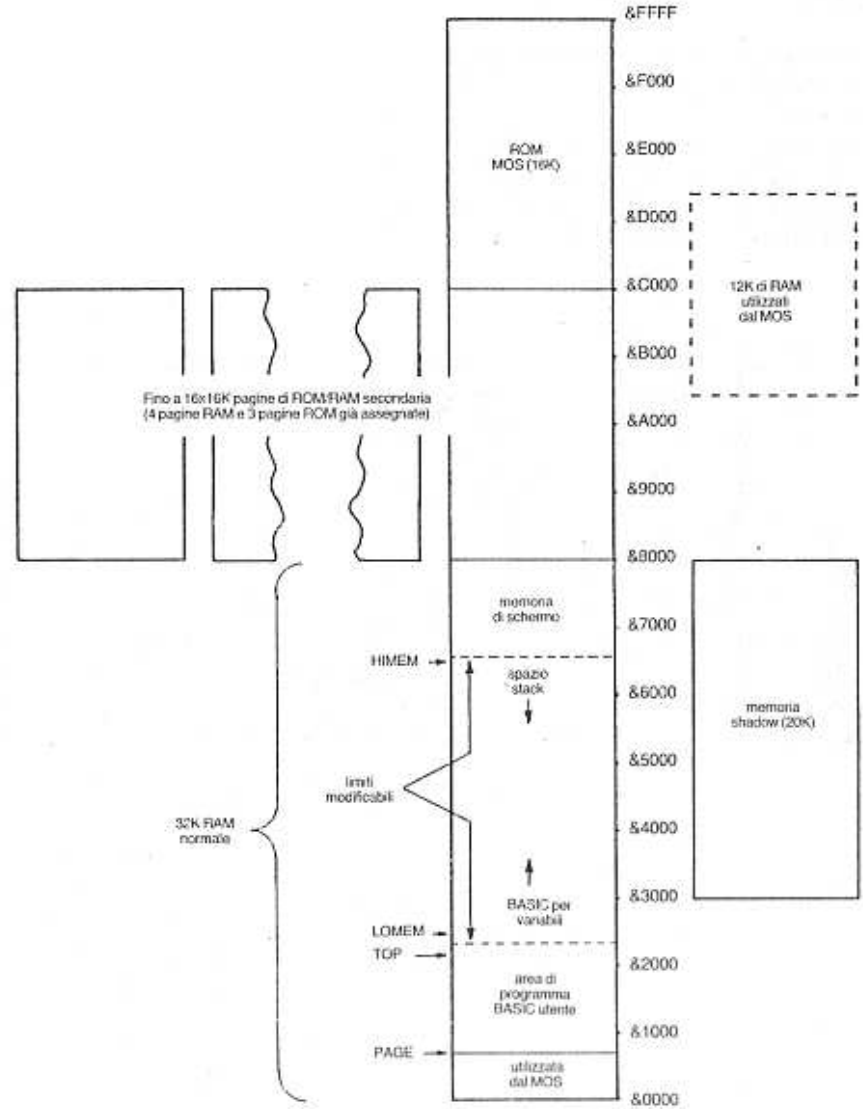 &FFFF
&F000
ROM
MOS (16K)
&E000
&D000
&C000
12K di RAM
utilizzati
dal MOS
&B000
Fino a 16x16K pagine di ROM/RAM secondaria
(4 pagine RAM e 3 pagine ROM già assegnate)
&A000
&9000
&8000
memoria
di schermo
&7000
HIMEM
spazio
stack
&6000
memoria
shadow (20K)
&5000
limiti
modificabili
32K RAM
normale
&4000
&3000
BASIC per
variabili
LOMEM
TOP
&2000
area di
programma
BASIC utente
&1000
PAGE
utilizzata
dal MOS
&0000